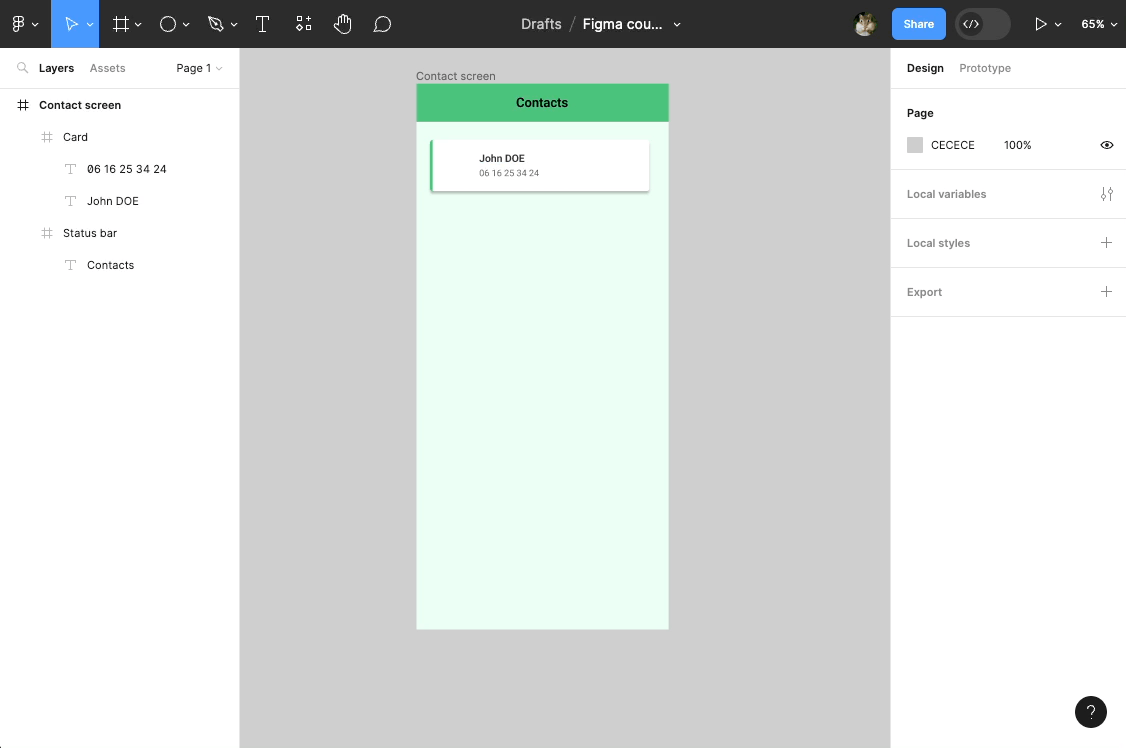 Drafts / Figma cou...
Share
65%
Layers
Assets
Page 1
Contact screen
Card
06 16 25 34 24
John DOE
Status bar
Contacts
Contact screen
Contacts
John DOE
06 16 25 34 24
Design
Prototype
Page
CECECE
100%
Local variables
Local styles
Export
?